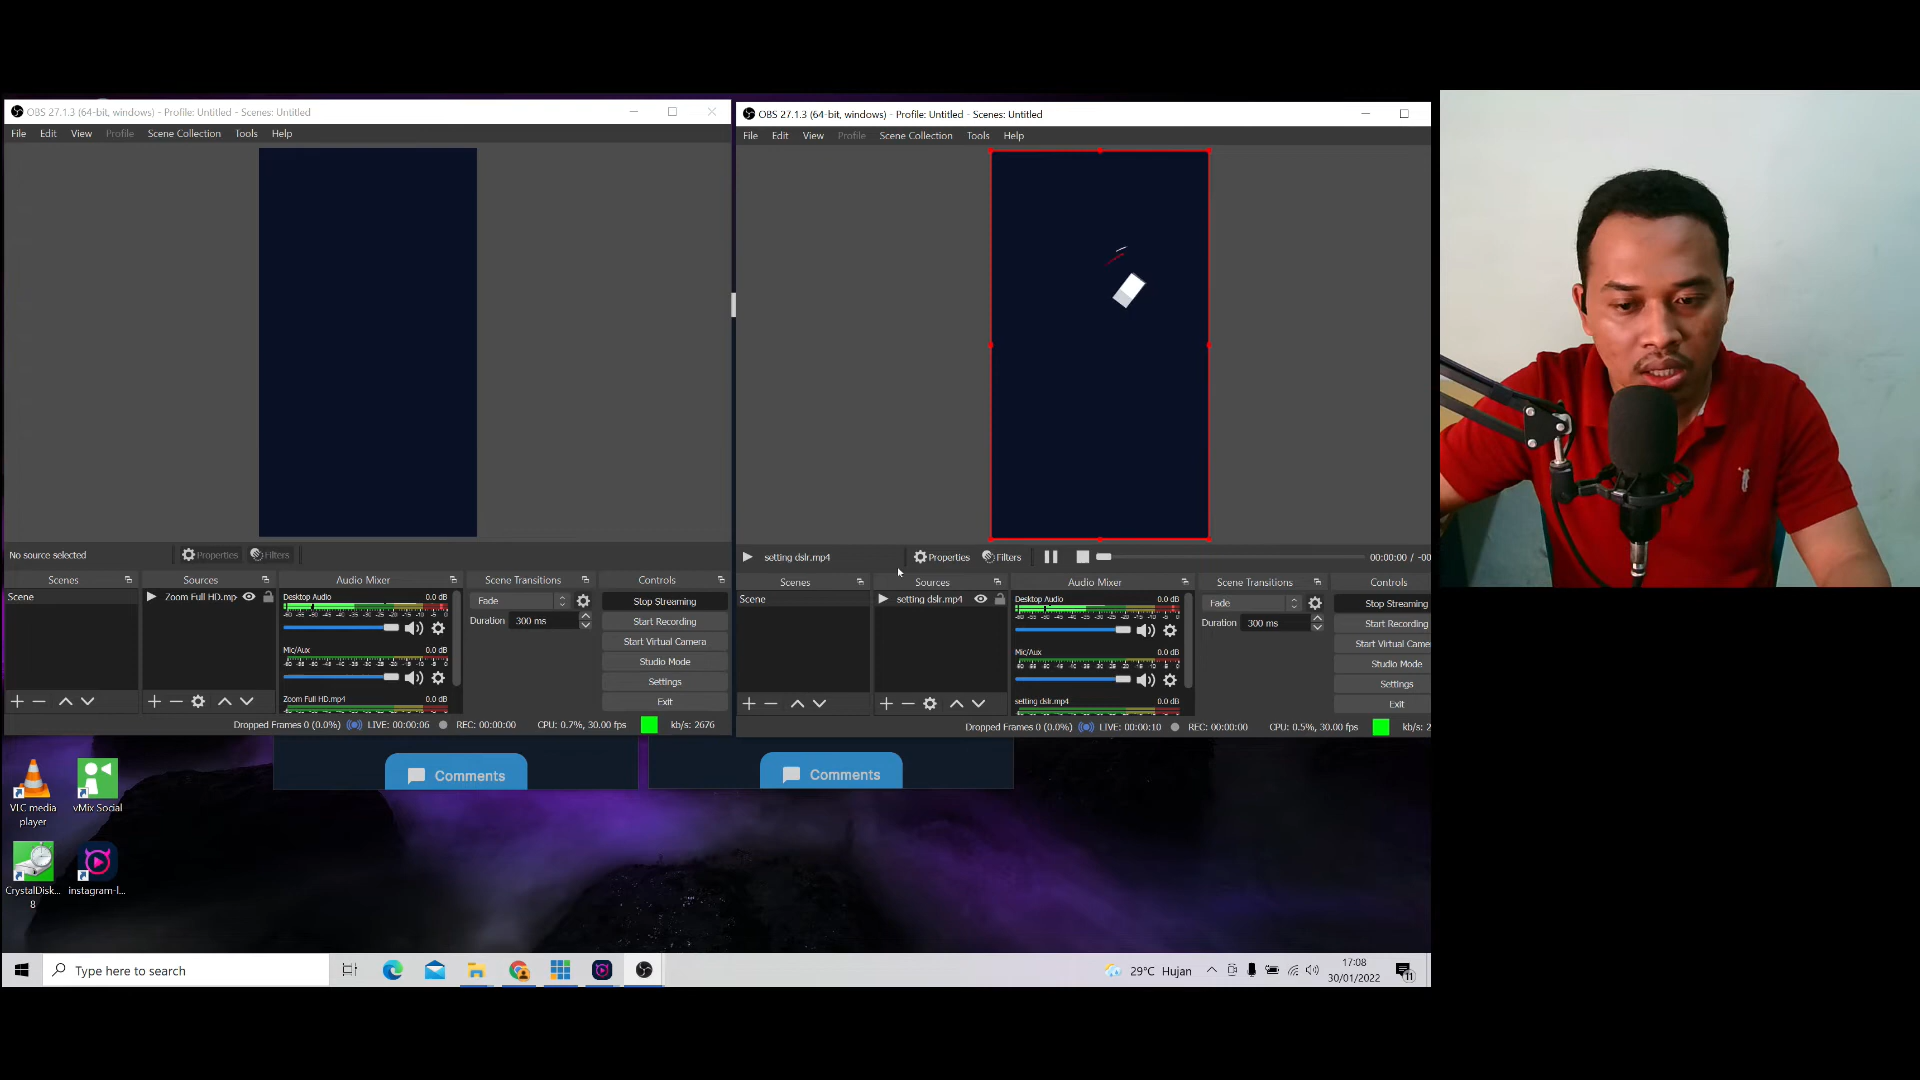 OBS 27.1.3 (64-bit, windows) - Profile: Untitled - Scenes: Untitled
File Edit View Profile Scene Collection Tools Help
No source selected
Properties Filters
Scenes Sources Audio Mixer Scene Transitions Controls
Scene
Zoom Full HD.mp
Desktop Audio 0.0 dB
Mic/Aux 0.0 dB
Zoom Full HD.mp4 0.0 dB
Fade
Duration 300 ms
Stop Streaming
Start Recording
Start Virtual Camera
Studio Mode
Settings
Exit
Dropped Frames 0 (0.0%) LIVE: 00:00:06 REC: 00:00:00 CPU: 0.7%, 30.00 fps kb/s: 2676
OBS 27.1.3 (64-bit, windows) - Profile: Untitled - Scenes: Untitled
File Edit View Profile Scene Collection Tools Help
setting dslr.mp4 Properties Filters 00:00:00 / -00
Scenes Sources Audio Mixer Scene Transitions Controls
Scene
setting dslr.mp4
Desktop Audio 0.0 dB
Mic/Aux 0.0 dB
setting dslr.mp4 0.0 dB
Fade
Duration 300 ms
Stop Streaming
Start Recording
Start Virtual Came
Studio Mode
Settings
Exit
Dropped Frames 0 (0.0%) LIVE: 00:00:10 REC: 00:00:00 CPU: 0.5%, 30.00 fps kb/s: 2
Comments Comments
VLC media player
vMix Social
CrystalDisk... 8
instagram-l...
Type here to search
29°C Hujan
17:08
30/01/2022
11